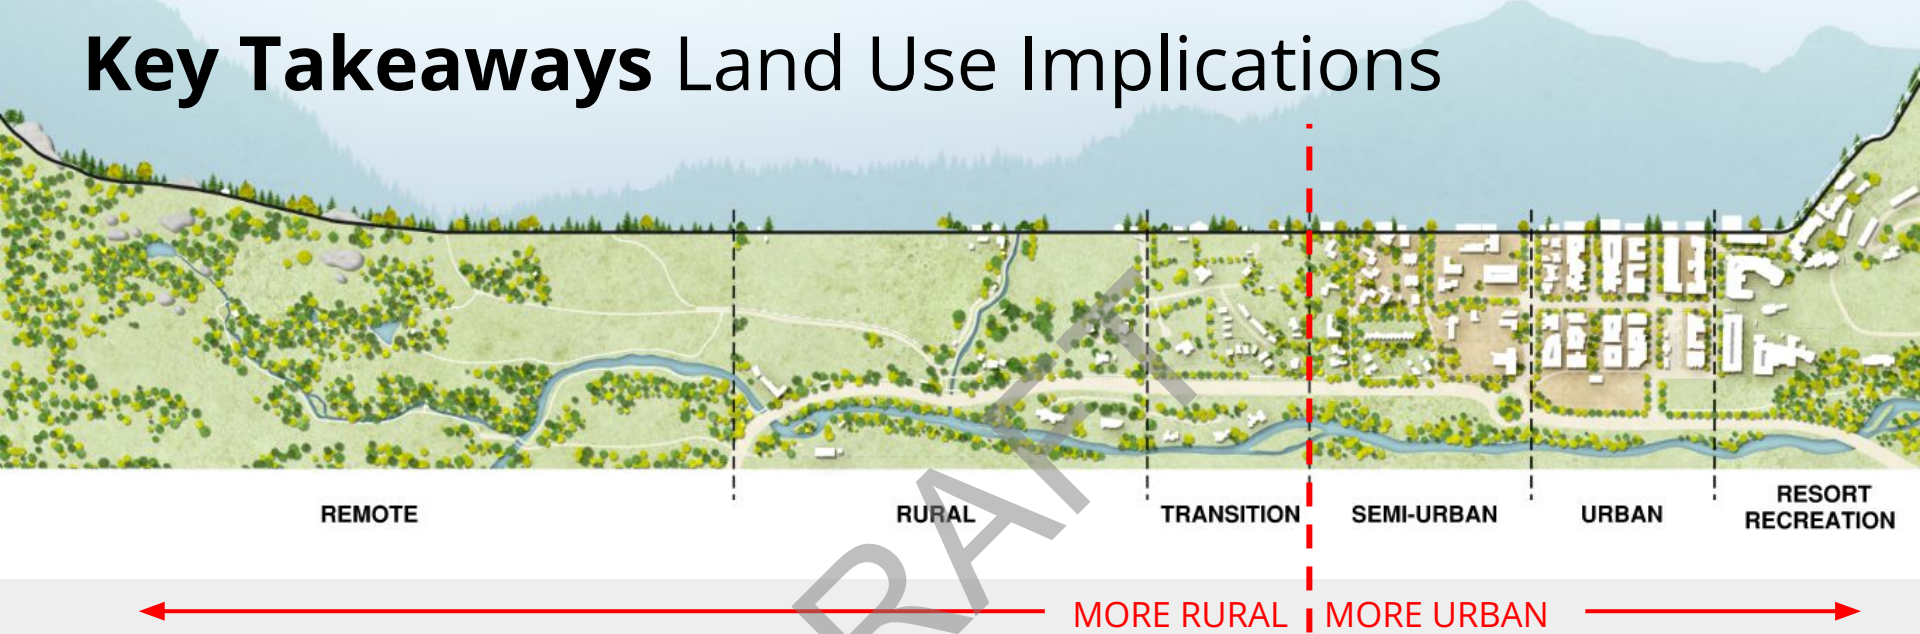 Key Takeaways Land Use Implications
REMOTE
RURAL
TRANSITION
SEMI-URBAN
URBAN
RESORT
RECREATION
MORE RURAL
MORE URBAN
DRAFT